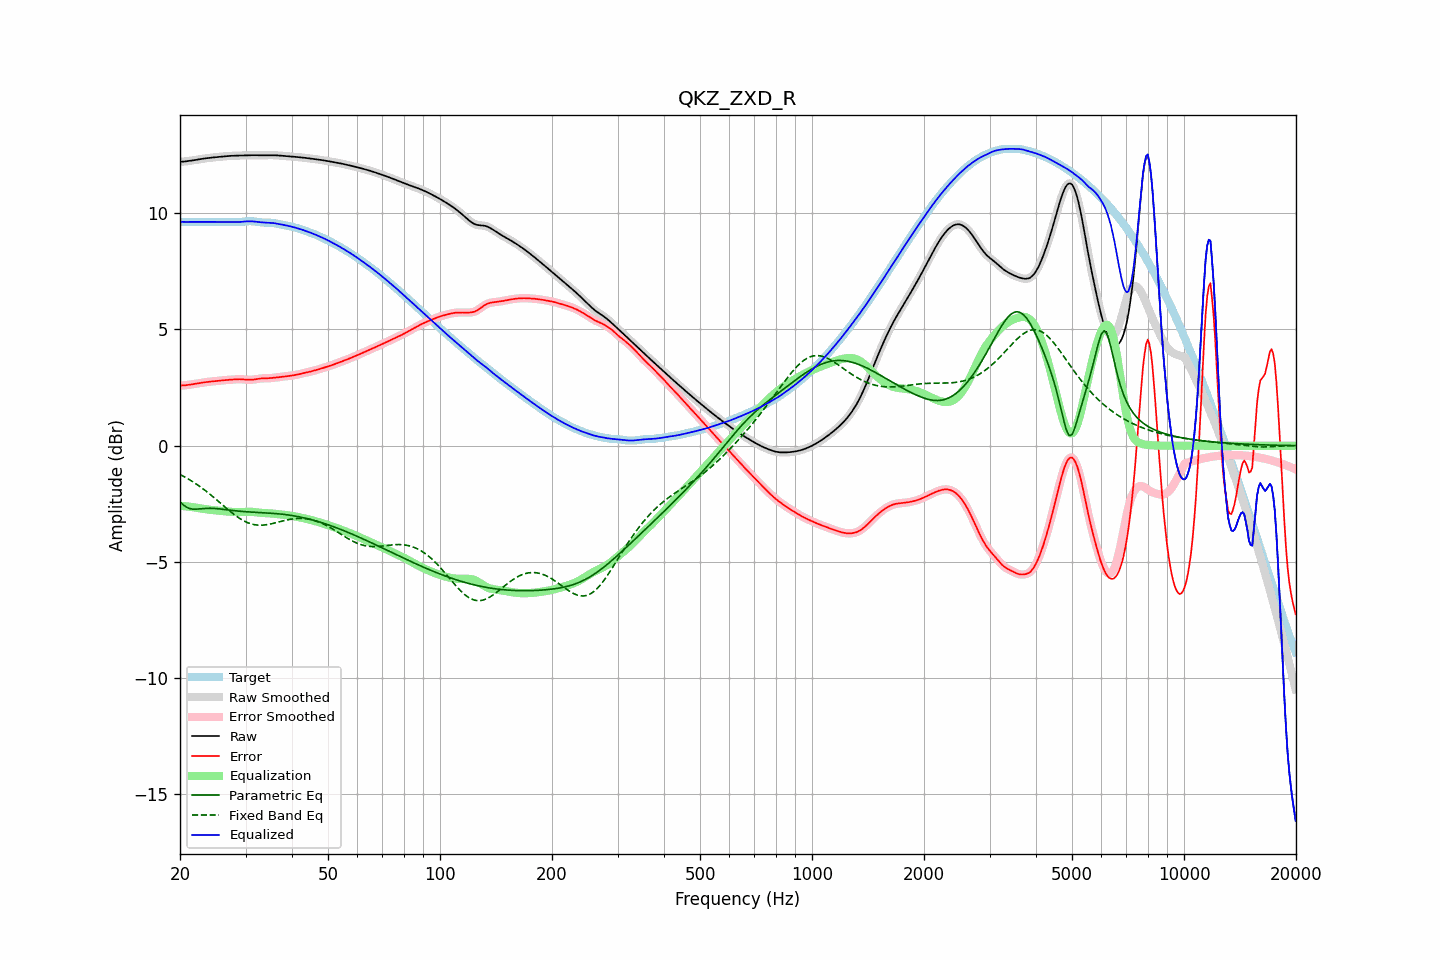 QKZ_ZXD_R
Amplitude (dBr)
10
5
0
−5
−10
−15
Target
Raw Smoothed
Error Smoothed
Raw
Error
Equalization
Parametric Eq
Fixed Band Eq
Equalized
20 50 100 200 500 1000 2000 5000 10000 20000
Frequency (Hz)